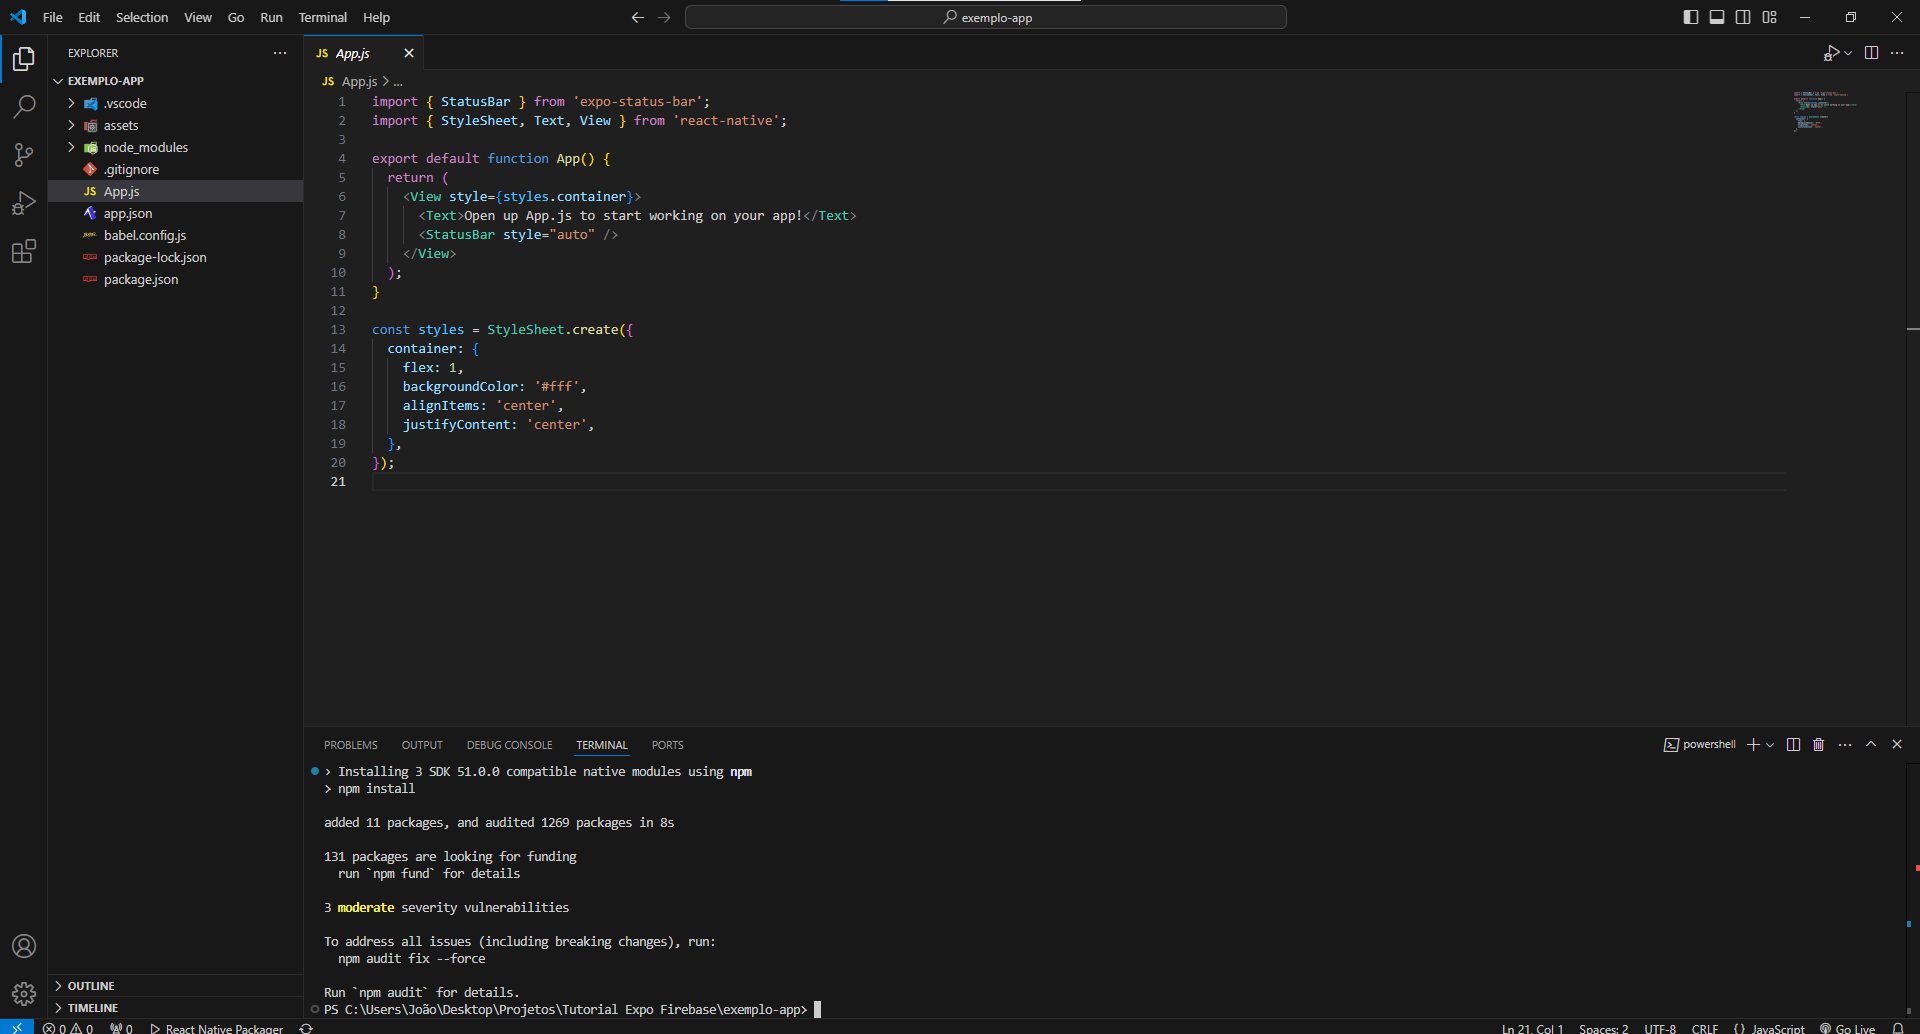 File Edit Selection View Go Run Terminal Help
exemplo-app
EXPLORER
EXEMPLO-APP
.vscode
assets
node_modules
.gitignore
JS App.js
app.json
babel.config.js
package-lock.json
package.json
OUTLINE
TIMELINE
JS App.js
JS App.js > ...
1 import { StatusBar } from 'expo-status-bar';
2 import { StyleSheet, Text, View } from 'react-native';
3
4 export default function App() {
5   return (
6     <View style={styles.container}>
7       <Text>Open up App.js to start working on your app!</Text>
8       <StatusBar style="auto" />
9     </View>
10   );
11 }
12
13 const styles = StyleSheet.create({
14   container: {
15     flex: 1,
16     backgroundColor: '#fff',
17     alignItems: 'center',
18     justifyContent: 'center',
19   },
20 });
21
PROBLEMS OUTPUT DEBUG CONSOLE TERMINAL PORTS
powershell
› Installing 3 SDK 51.0.0 compatible native modules using npm
> npm install
added 11 packages, and audited 1269 packages in 8s
131 packages are looking for funding
  run `npm fund` for details
3 moderate severity vulnerabilities
To address all issues (including breaking changes), run:
  npm audit fix --force
Run `npm audit` for details.
PS C:\Users\João\Desktop\Projetos\Tutorial Expo Firebase\exemplo-app>
0 0 0 React Native Packager
Ln 21, Col 1 Spaces: 2 UTF-8 CRLF {} JavaScript Go Live